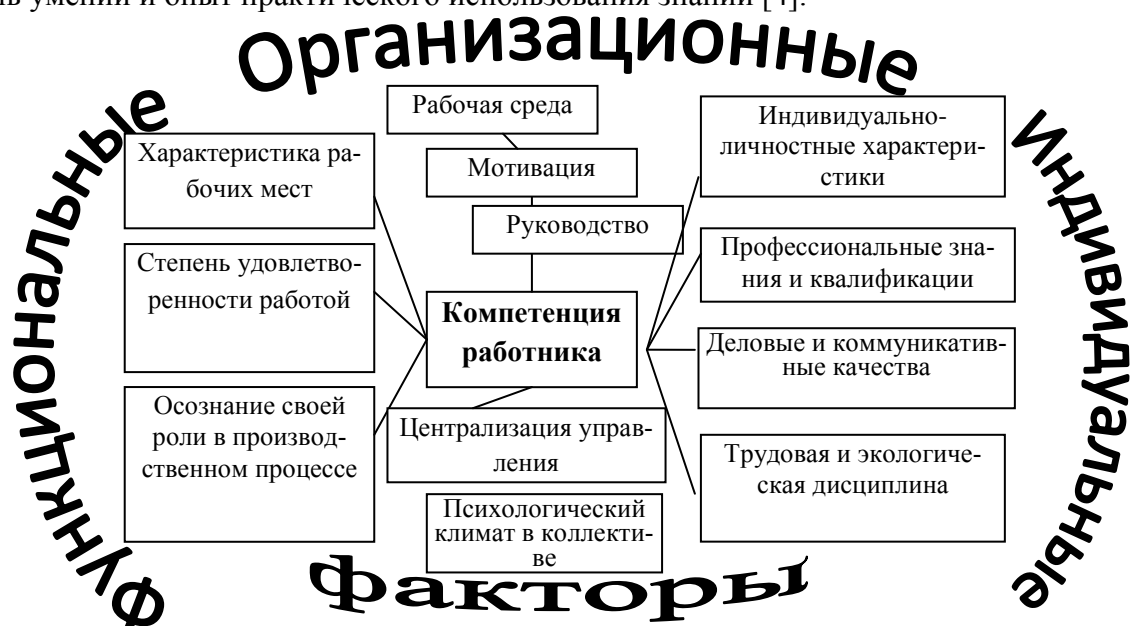 ь умений и опыт практического использования знаний [4].
Организационные
Функциональные
Индивидуальные
Рабочая среда
Мотивация
Руководство
Характеристика ра-
бочих мест
Степень удовлетво-
ренности работой
Осознание своей
роли в производ-
ственном процессе
Компетенция
работника
Централизация управ-
ления
Психологический
климат в коллекти-
ве
Индивидуально-
личностные характери-
стики
Профессиональные зна-
ния и квалификации
Деловые и коммуникатив-
ные качества
Трудовая и экологиче-
ская дисциплина
факторы